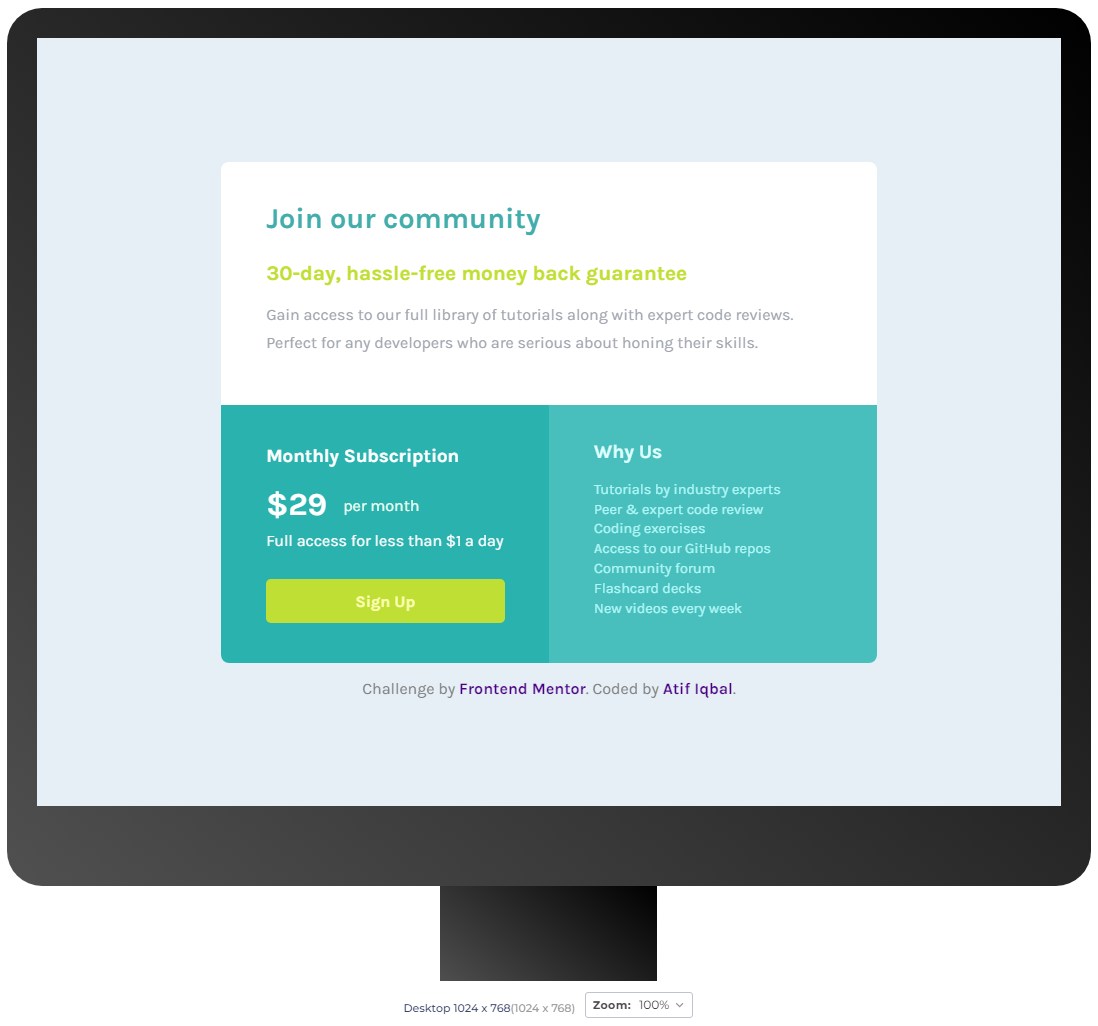 Join our community
30-day, hassle-free money back guarantee
Gain access to our full library of tutorials along with expert code reviews.
Perfect for any developers who are serious about honing their skills.
Monthly Subscription
$29 per month
Full access for less than $1 a day
Sign Up
Why Us
Tutorials by industry experts
Peer & expert code review
Coding exercises
Access to our GitHub repos
Community forum
Flashcard decks
New videos every week
Challenge by Frontend Mentor. Coded by Atif Iqbal.
Desktop 1024 x 768(1024 x 768) Zoom: 100%